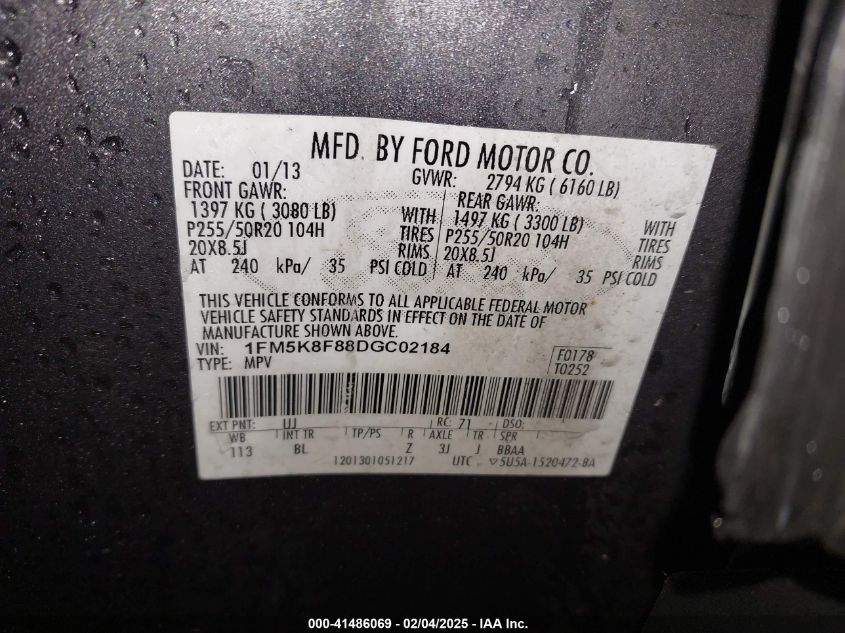 MFD. BY FORD MOTOR CO.
DATE: 01/13 GVWR: 2794 KG ( 6160 LB)
FRONT GAWR: REAR GAWR:
1397 KG ( 3080 LB) WITH 1497 KG ( 3300 LB) WITH
P255/50R20 104H TIRES P255/50R20 104H TIRES
20X8.5J RIMS 20X8.5J RIMS
AT 240 kPa/ 35 PSI COLD AT 240 kPa/ 35 PSI COLD
THIS VEHICLE CONFORMS TO ALL APPLICABLE FEDERAL MOTOR
VEHICLE SAFETY STANDARDS IN EFFECT ON THE DATE OF
MANUFACTURE SHOWN ABOVE.
VIN: 1FM5K8F88DGC02184 F0178
TYPE: MPV T0252
EXT PNT: UJ RC: 71 DSO:
WB INT TR TP/PS R AXLE TR SPR
113 BL Z 3J J BBAA
1201301051217 UTC ▽5U5A-1520472-BA
000-41486069 — 02/04/2025 — IAA Inc.